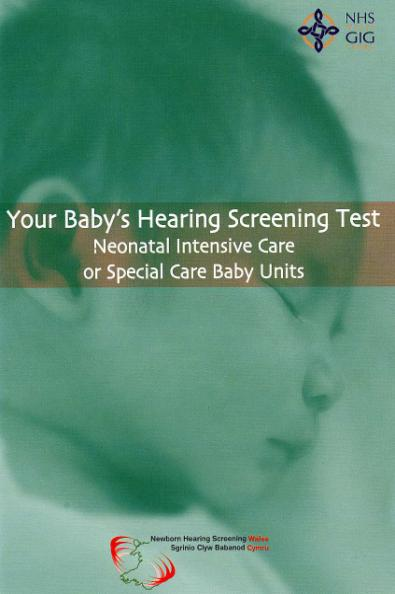 NHS
GIG
Your Baby's Hearing Screening Test
Neonatal Intensive Care
or Special Care Baby Units
Newborn Hearing Screening Wales
Sgrinio Clyw Babanod Cymru